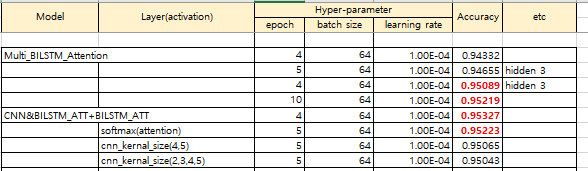 Model Layer(activation) Hyper-parameter Accuracy etc
epoch batch size learning rate
Multi_BILSTM_Attention 4 64 1.00E-04 0.94332
5 64 1.00E-04 0.94655 hidden 3
4 64 1.00E-04 0.95089 hidden 3
10 64 1.00E-04 0.95219
CNN&BILSTM_ATT+BILSTM_ATT 4 64 1.00E-04 0.95327
softmax(attention) 5 64 1.00E-04 0.95223
cnn_kernal_size(4,5) 5 64 1.00E-04 0.95065
cnn_kernal_size(2,3,4,5) 5 64 1.00E-04 0.95043